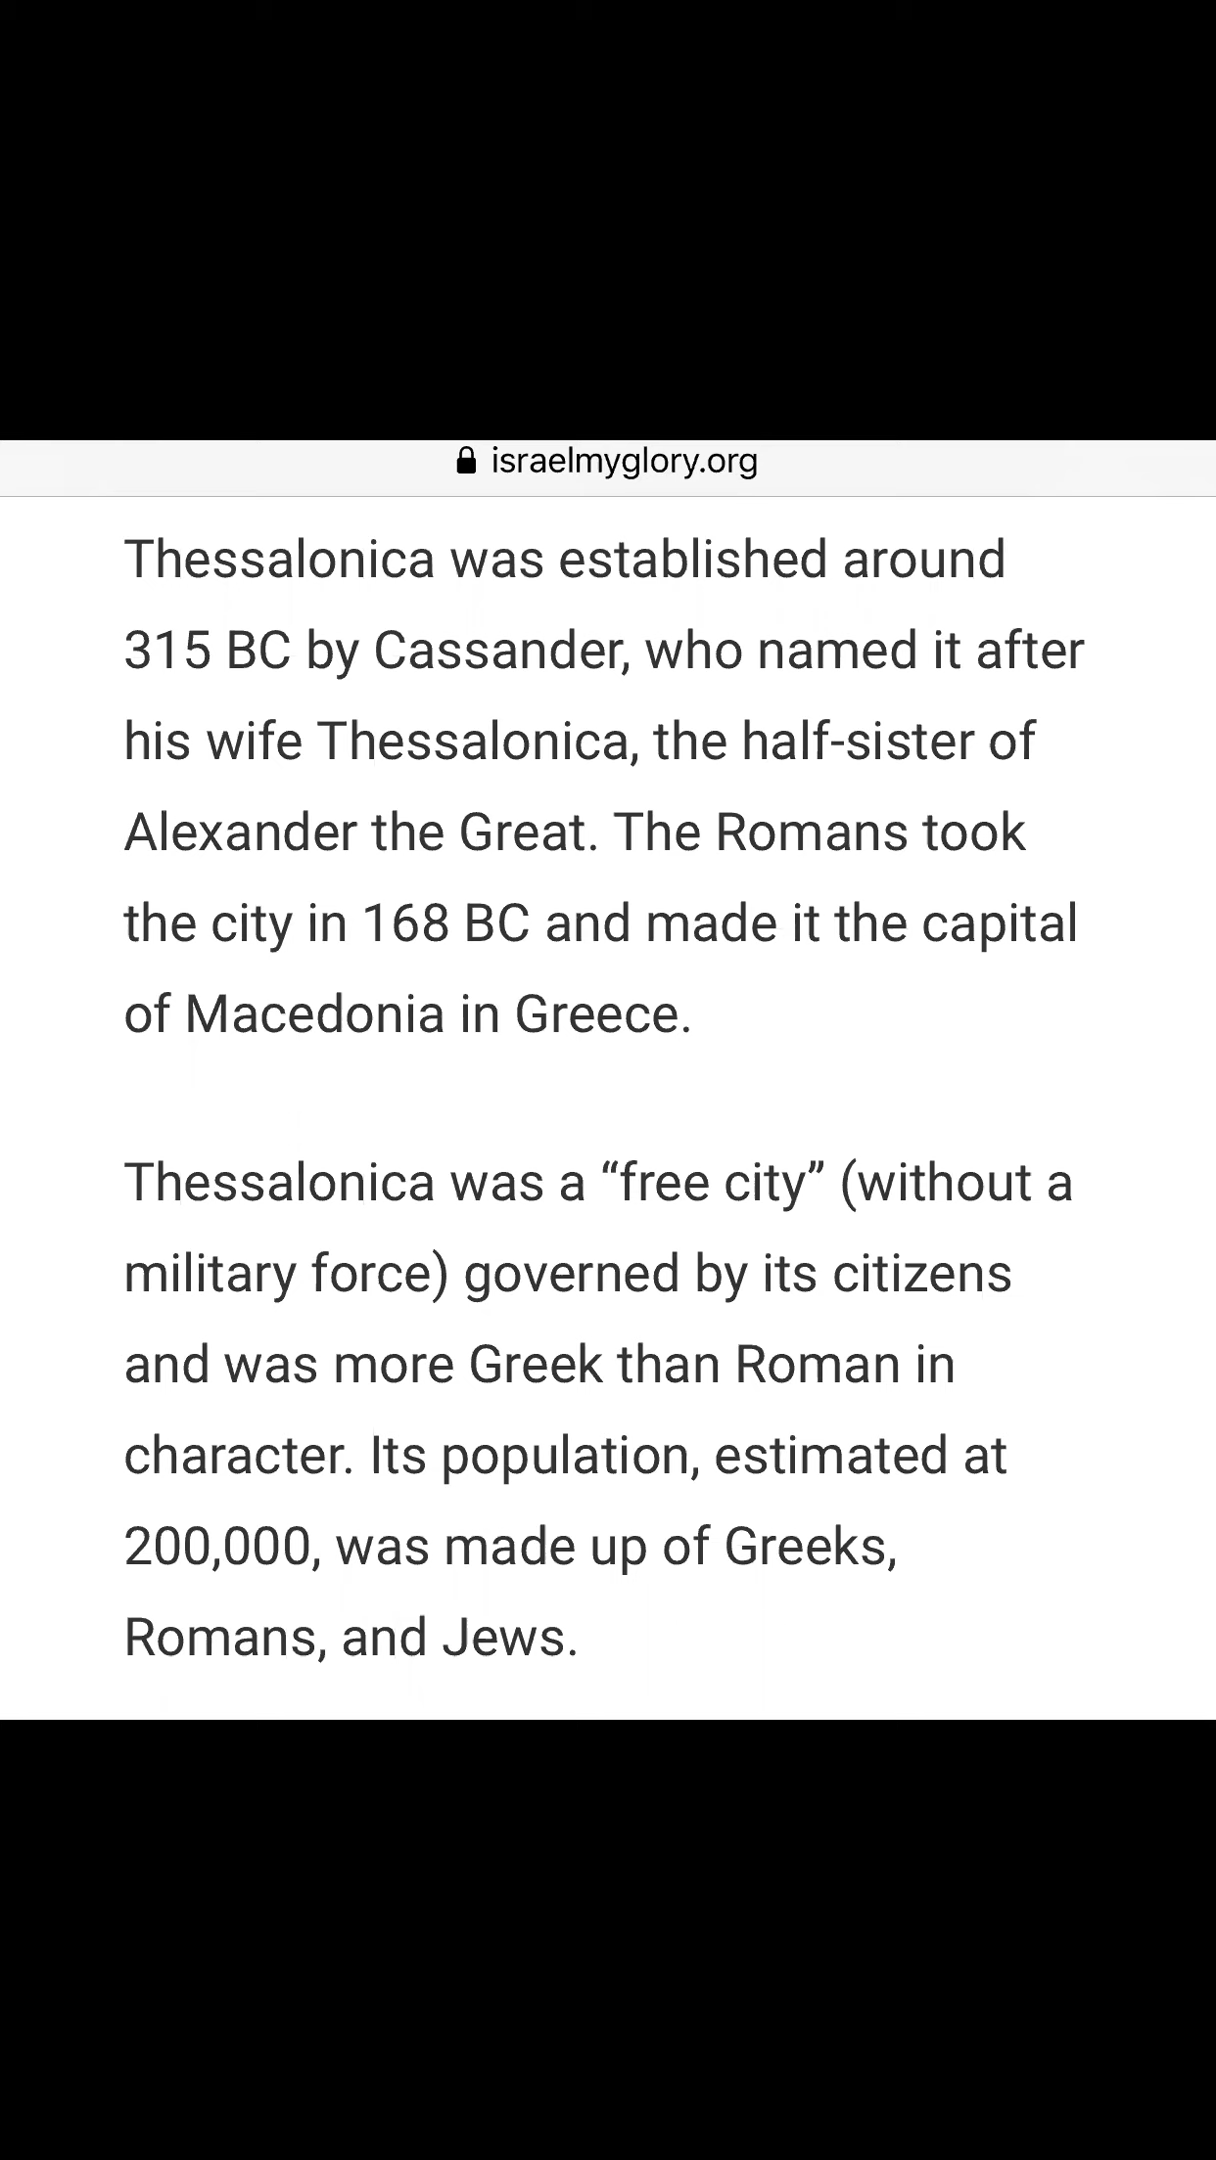 israelmyglory.org
Thessalonica was established around
315 BC by Cassander, who named it after
his wife Thessalonica, the half-sister of
Alexander the Great. The Romans took
the city in 168 BC and made it the capital
of Macedonia in Greece.
Thessalonica was a “free city” (without a
military force) governed by its citizens
and was more Greek than Roman in
character. Its population, estimated at
200,000, was made up of Greeks,
Romans, and Jews.